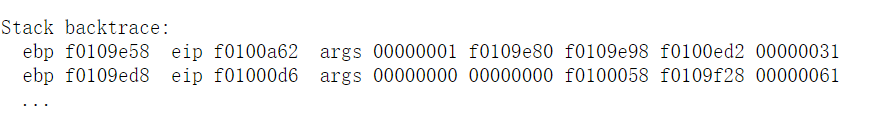 Stack backtrace:
  ebp f0109e58  eip f0100a62  args 00000001 f0109e80 f0109e98 f0100ed2 00000031
  ebp f0109ed8  eip f01000d6  args 00000000 00000000 f0100058 f0109f28 00000061
  ...